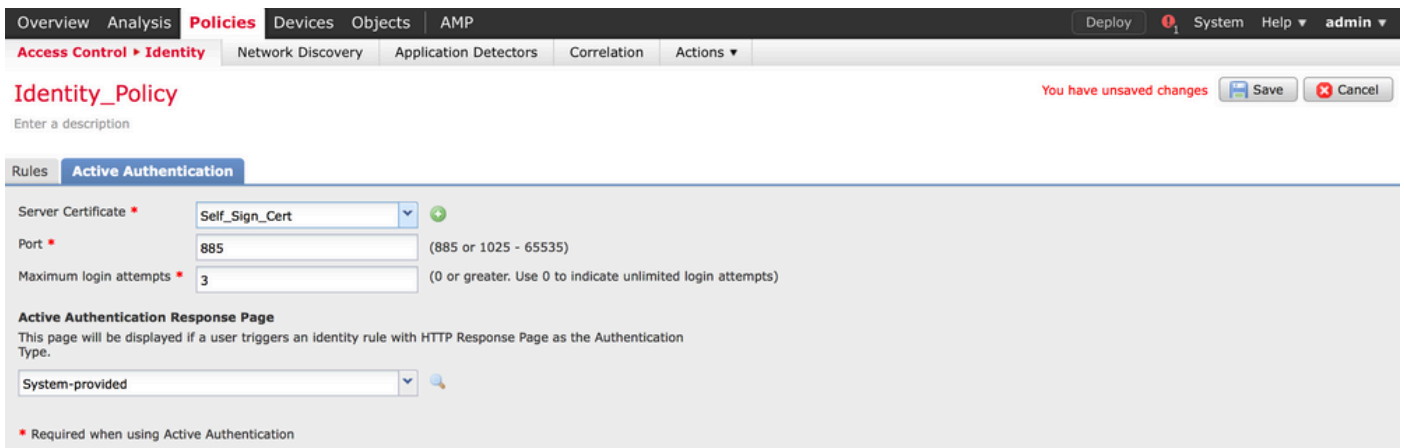 Overview Analysis Policies Devices Objects AMP Deploy 1 System Help ▾ admin ▾
Access Control ▸ Identity Network Discovery Application Detectors Correlation Actions ▾
Identity_Policy You have unsaved changes Save Cancel
Enter a description
Rules Active Authentication
Server Certificate * Self_Sign_Cert
Port * 885 (885 or 1025 - 65535)
Maximum login attempts * 3 (0 or greater. Use 0 to indicate unlimited login attempts)
Active Authentication Response Page
This page will be displayed if a user triggers an identity rule with HTTP Response Page as the Authentication
Type.
System-provided
* Required when using Active Authentication